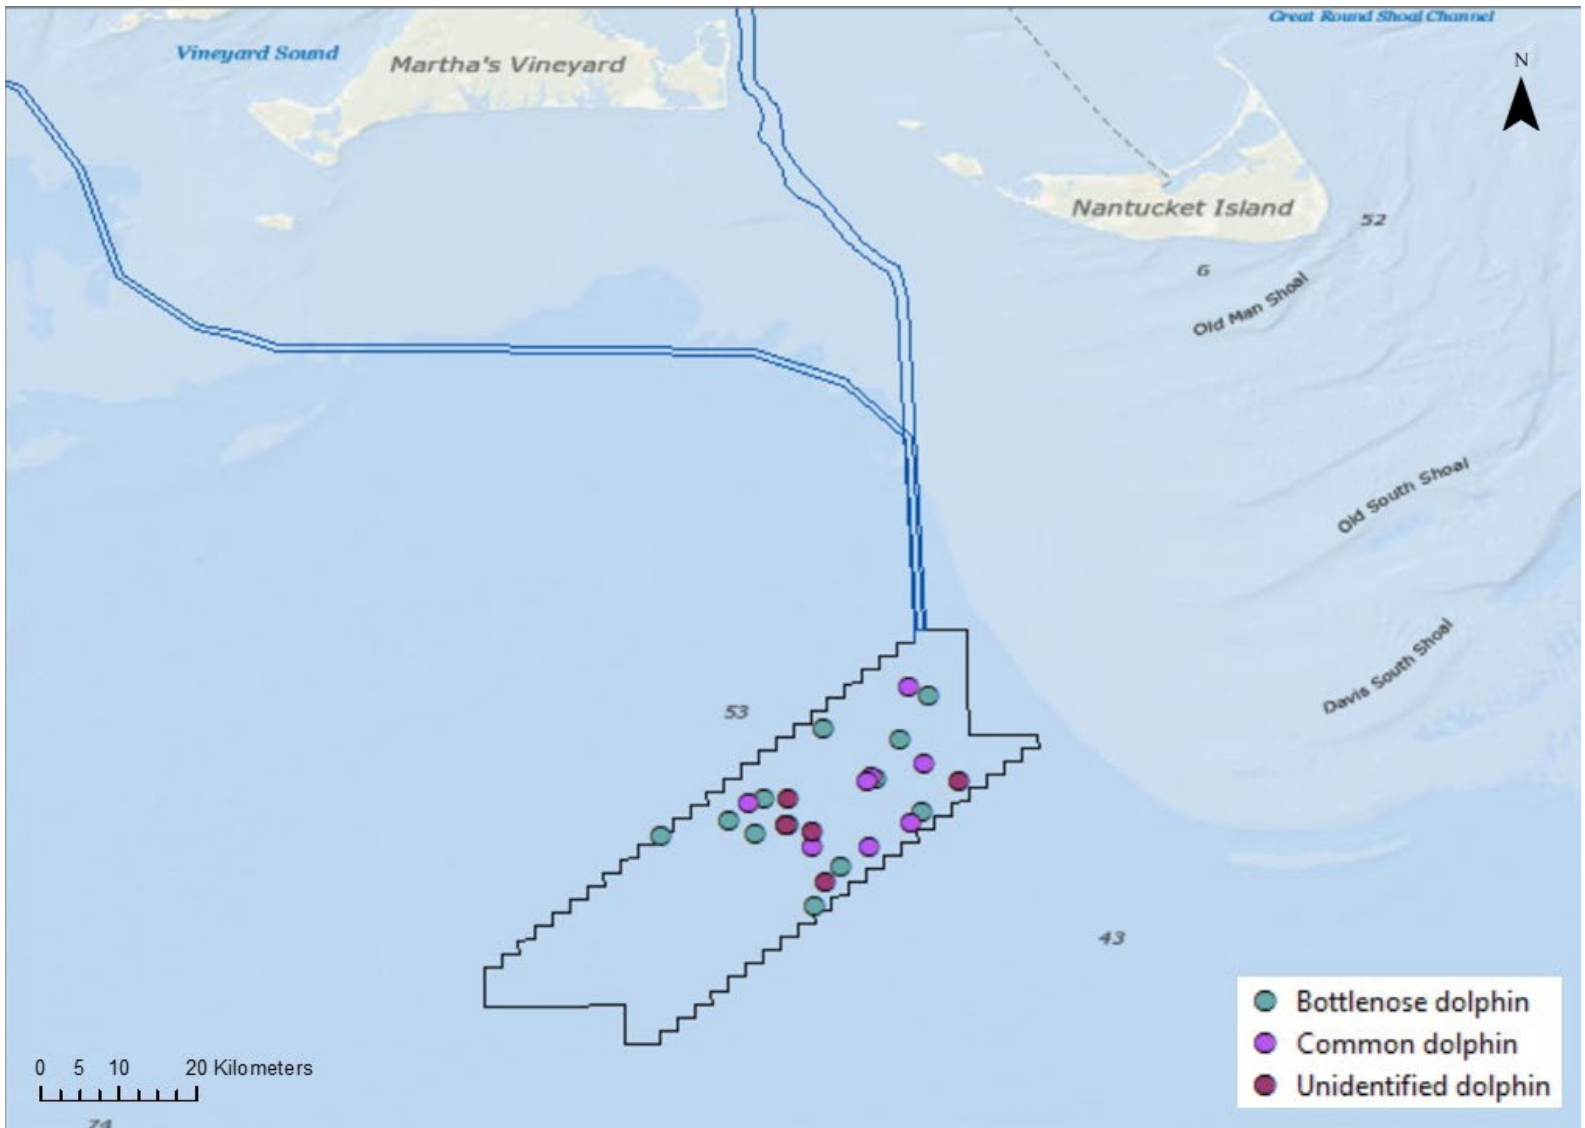 Great Round Shoal Channel
Vineyard Sound
Martha's Vineyard
N
Nantucket Island
52
6
Old Man Shoal
Old South Shoal
Davis South Shoal
53
43
Bottlenose dolphin
Common dolphin
Unidentified dolphin
0 5 10 20 Kilometers
74